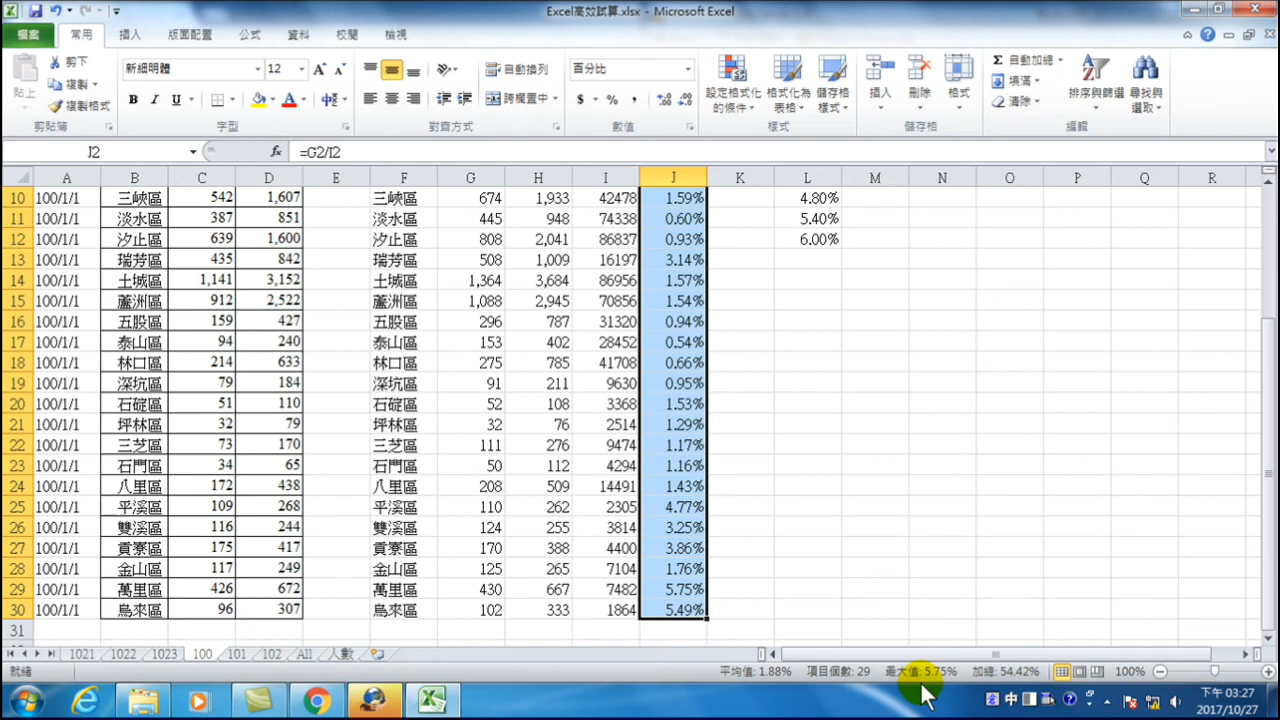 Excel高效試算.xlsx - Microsoft Excel
檔案 常用 插入 版面配置 公式 資料 校閱 檢視
剪下 新細明體 12 自動換列 百分比 自動加總
貼上 複製 B I U 中 跨欄置中 $ % , 設定格式化的條件 格式化為表格 儲存格樣式 插入 刪除 格式 填滿 排序與篩選 尋找與選取
複製格式 清除
剪貼簿 字型 對齊方式 數值 樣式 儲存格 編輯
J2 fx =G2/I2
A B C D E F G H I J K L M N O P Q R
10 100/1/1 三峽區 542 1,607 三峽區 674 1,933 42478 1.59% 4.80%
11 100/1/1 淡水區 387 851 淡水區 445 948 74338 0.60% 5.40%
12 100/1/1 汐止區 639 1,600 汐止區 808 2,041 86837 0.93% 6.00%
13 100/1/1 瑞芳區 435 842 瑞芳區 508 1,009 16197 3.14%
14 100/1/1 土城區 1,141 3,152 土城區 1,364 3,684 86956 1.57%
15 100/1/1 蘆洲區 912 2,522 蘆洲區 1,088 2,945 70856 1.54%
16 100/1/1 五股區 159 427 五股區 296 787 31320 0.94%
17 100/1/1 泰山區 94 240 泰山區 153 402 28452 0.54%
18 100/1/1 林口區 214 633 林口區 275 785 41708 0.66%
19 100/1/1 深坑區 79 184 深坑區 91 211 9630 0.95%
20 100/1/1 石碇區 51 110 石碇區 52 108 3368 1.53%
21 100/1/1 坪林區 32 79 坪林區 32 76 2514 1.29%
22 100/1/1 三芝區 73 170 三芝區 111 276 9474 1.17%
23 100/1/1 石門區 34 65 石門區 50 112 4294 1.16%
24 100/1/1 八里區 172 438 八里區 208 509 14491 1.43%
25 100/1/1 平溪區 109 268 平溪區 110 262 2305 4.77%
26 100/1/1 雙溪區 116 244 雙溪區 124 255 3814 3.25%
27 100/1/1 貢寮區 175 417 貢寮區 170 388 4400 3.86%
28 100/1/1 金山區 117 249 金山區 125 265 7104 1.76%
29 100/1/1 萬里區 426 672 萬里區 430 667 7482 5.75%
30 100/1/1 烏來區 96 307 烏來區 102 333 1864 5.49%
31
1021 1022 1023 100 101 102 All 人數
就緒 平均值: 1.88% 項目個數: 29 最大值: 5.75% 加總: 54.42% 100%
中 下午 03:27
2017/10/27